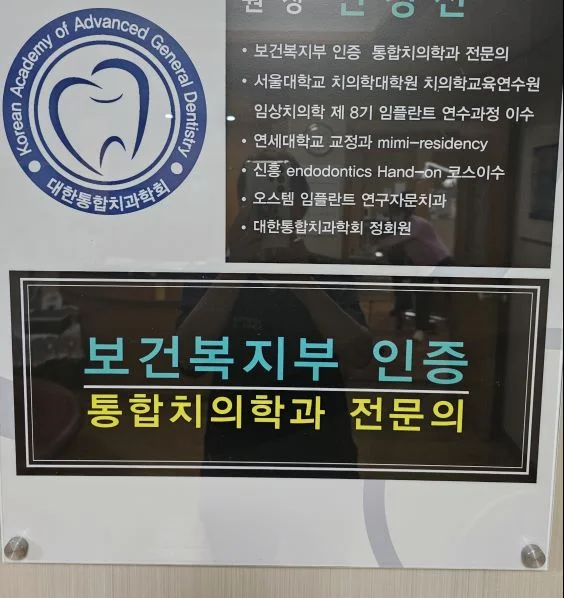 Korean Academy of Advanced General Dentistry
대한통합치과학회
원장
• 보건복지부 인증 통합치의학과 전문의
• 서울대학교 치의학대학원 치의학교육연수원
임상치의학 제 8기 임플란트 연수과정 이수
• 연세대학교 교정과 mimi-residency
• 신흥 endodontics Hand-on 코스이수
• 오스템 임플란트 연구자문치과
• 대한통합치과학회 정회원
보건복지부 인증
통합치의학과 전문의